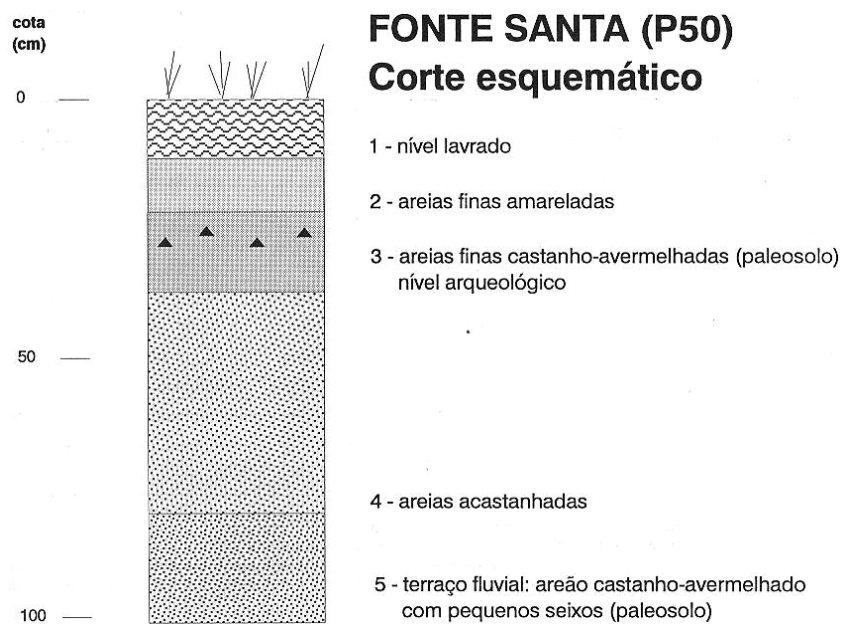 cota
(cm)
FONTE SANTA (P50)
Corte esquemático
0
1 - nível lavrado
2 - areias finas amareladas
3 - areias finas castanho-avermelhadas (paleosolo)
nível arqueológico
50
4 - areias acastanhadas
5 - terraço fluvial: areão castanho-avermelhado
com pequenos seixos (paleosolo)
100